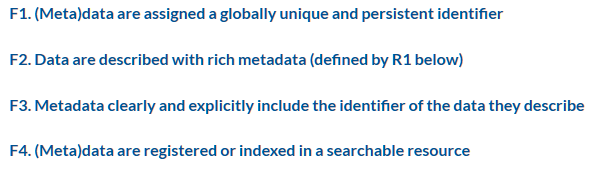 F1. (Meta)data are assigned a globally unique and persistent identifier
F2. Data are described with rich metadata (defined by R1 below)
F3. Metadata clearly and explicitly include the identifier of the data they describe
F4. (Meta)data are registered or indexed in a searchable resource